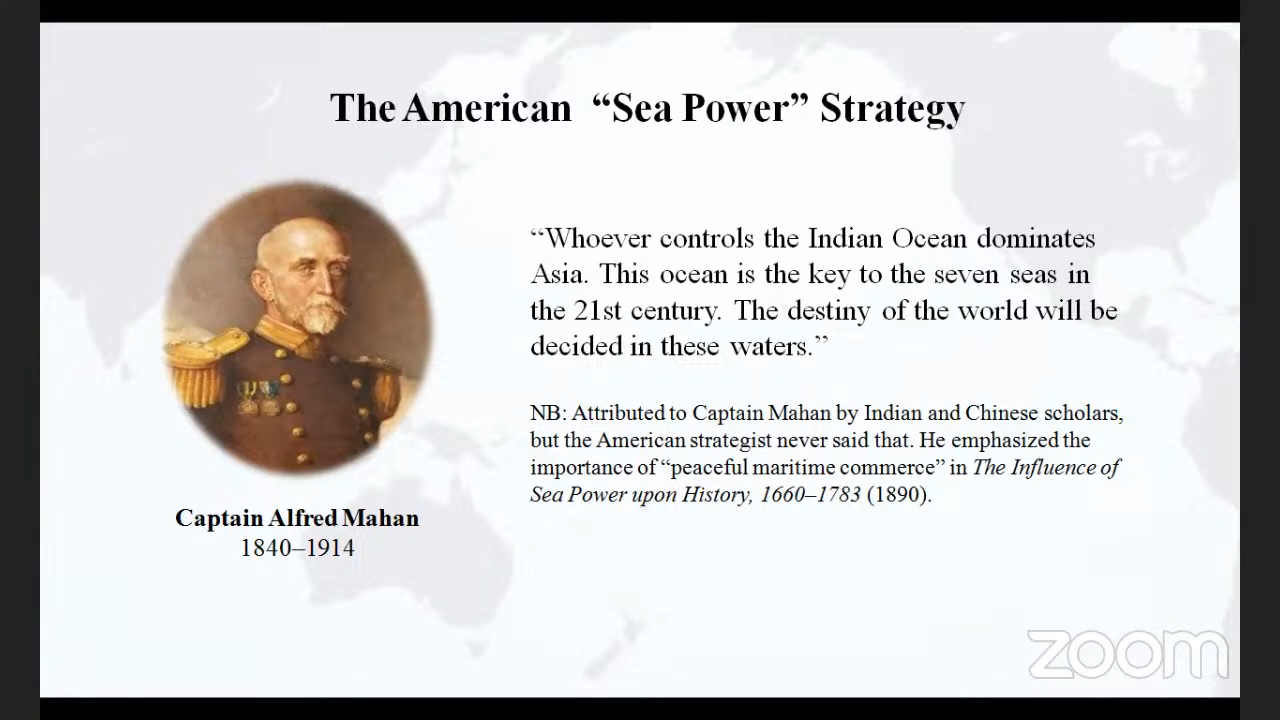 The American “Sea Power” Strategy
“Whoever controls the Indian Ocean dominates
Asia. This ocean is the key to the seven seas in
the 21st century. The destiny of the world will be
decided in these waters.”
NB: Attributed to Captain Mahan by Indian and Chinese scholars,
but the American strategist never said that. He emphasized the
importance of “peaceful maritime commerce” in The Influence of
Sea Power upon History, 1660–1783 (1890).
Captain Alfred Mahan
1840–1914
zoom